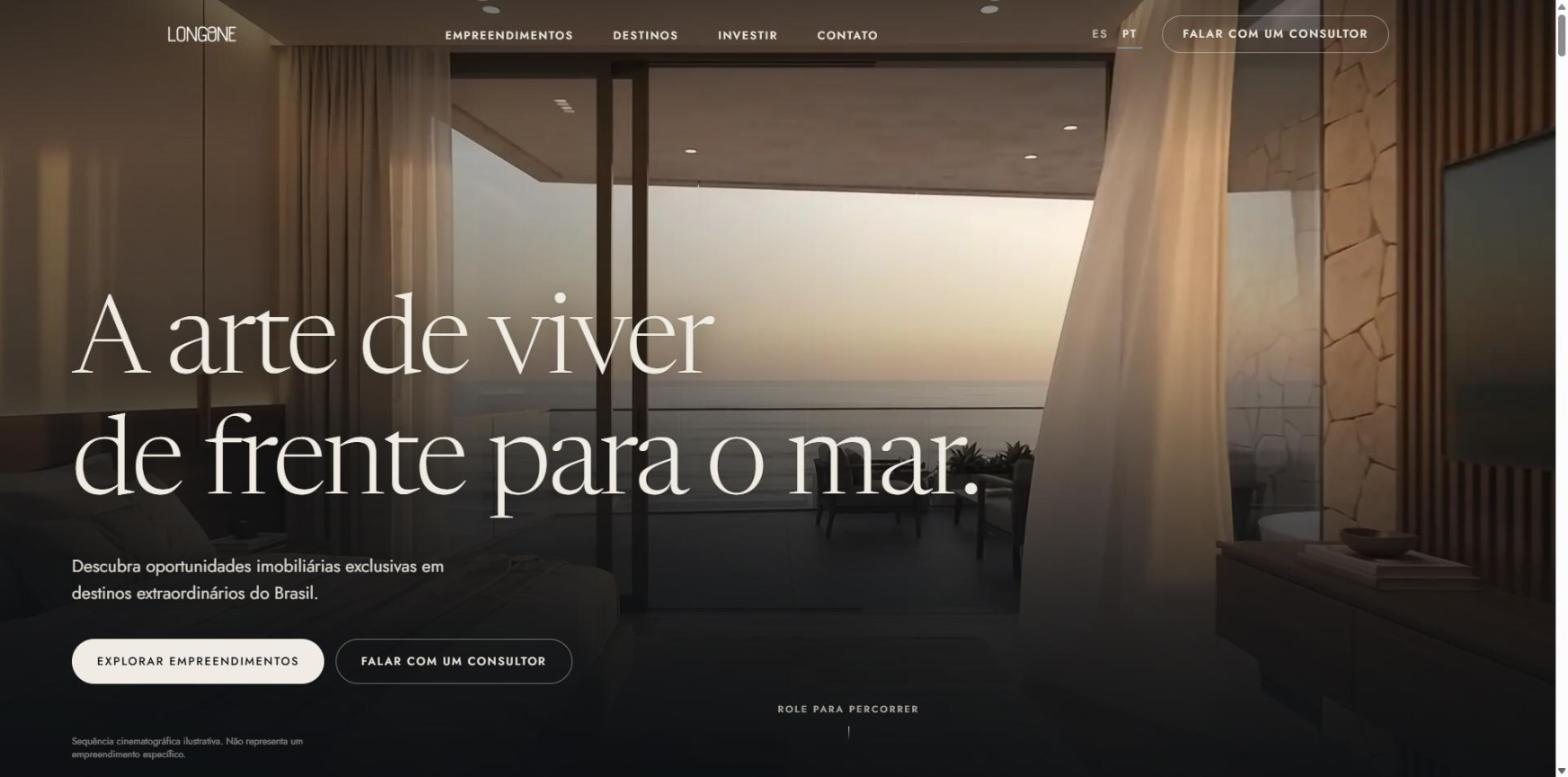 LONGONE
EMPREENDIMENTOS
DESTINOS
INVESTIR
CONTATO
ES
PT
FALAR COM UM CONSULTOR
A arte de viver
de frente para o mar.
Descubra oportunidades imobiliárias exclusivas em
destinos extraordinários do Brasil.
EXPLORAR EMPREENDIMENTOS
FALAR COM UM CONSULTOR
ROLE PARA PERCORRER
Sequência cinematográfica ilustrativa. Não representa um
empreendimento específico.